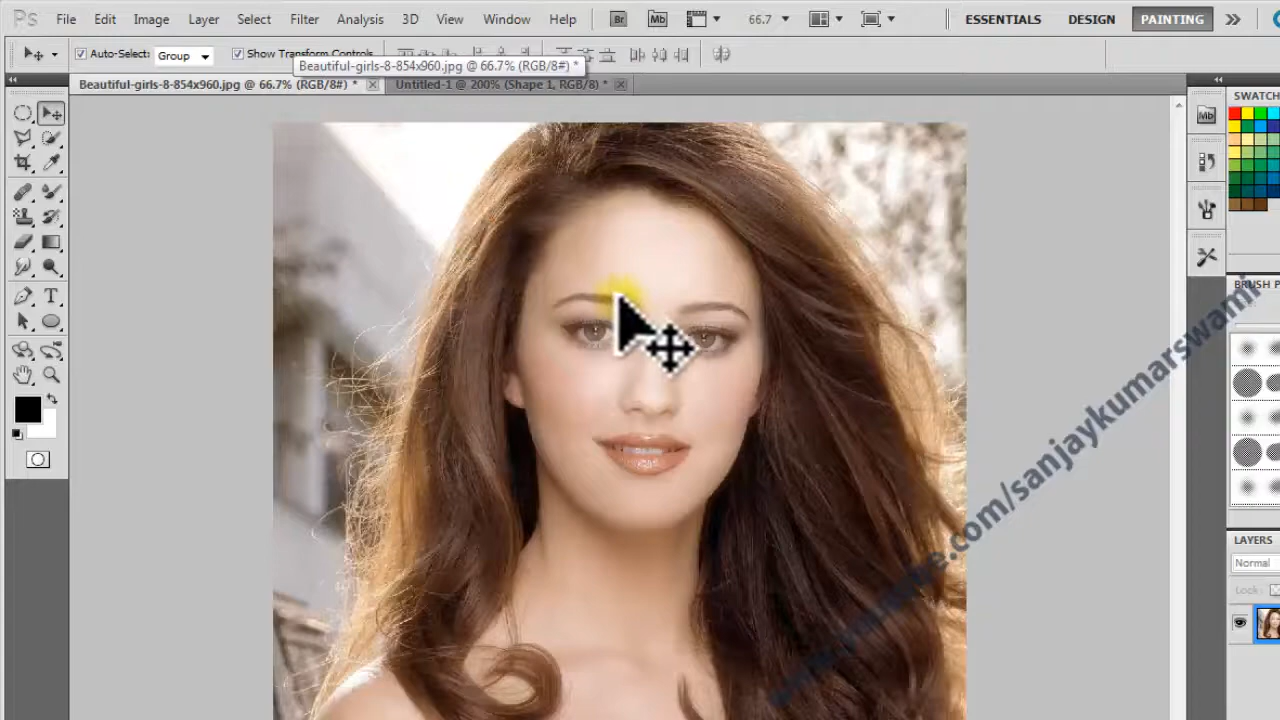 Ps File Edit Image Layer Select Filter Analysis 3D View Window Help Br Mb 66.7 ESSENTIALS DESIGN PAINTING
Auto-Select: Group Show Transform Controls
Beautiful-girls-8-854x960.jpg @ 66.7% (RGB/8#) *
Beautiful-girls-8-854x960.jpg @ 66.7% (RGB/8#) * Untitled-1 @ 200% (Shape 1, RGB/8) *
SWATCH
Mb
T
BRUSH P
LAYERS
Normal
Lock:
.com/sanjaykumarswami